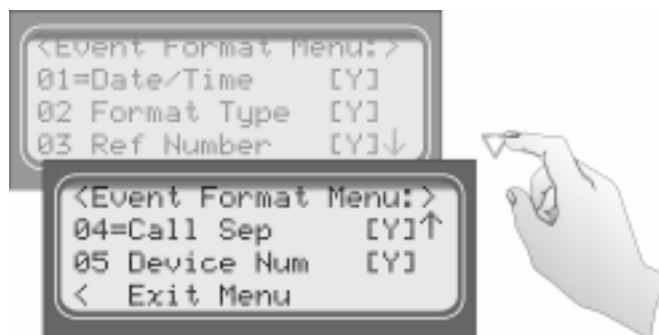 <Event Format Menu:>
01=Date/Time [Y]
02 Format Type [Y]
03 Ref Number [Y]↓
<Event Format Menu:>
04=Call Sep [Y]↑
05 Device Num [Y]
< Exit Menu